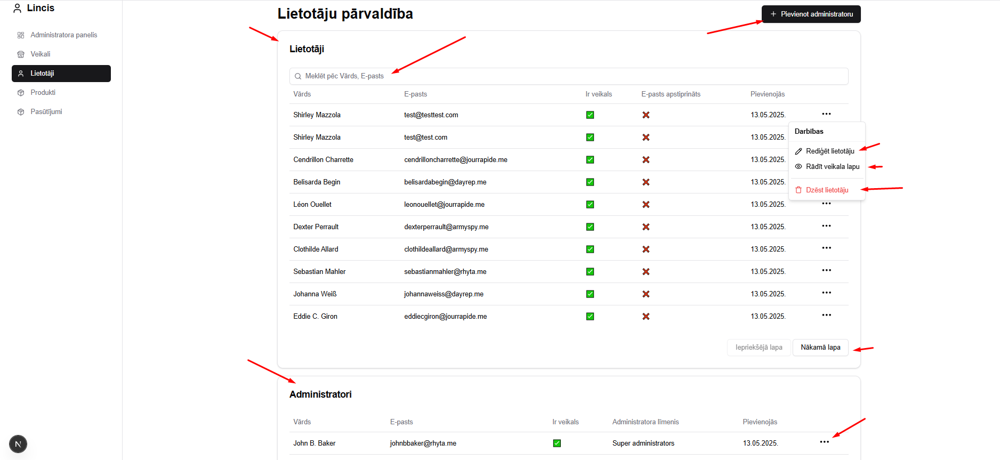 Lincis
Administratora panelis
Veikali
Lietotāji
Produkti
Pasūtījumi
N
Lietotāju pārvaldība
+ Pievienot administratoru
Lietotāji
Meklēt pēc Vārds, E-pasts
Vārds E-pasts Ir veikals E-pasts apstiprināts Pievienojās
Shirley Mazzola test@testtest.com 13.05.2025.
Shirley Mazzola test@test.com 13.05.2025.
Cendrillon Charrette cendrilloncharrette@jourrapide.me 13.05.2025.
Belisarda Begin belisardabegin@dayrep.me 13.05.2025.
Léon Ouellet leonouellet@jourrapide.me 13.05.2025.
Dexter Perrault dexterperrault@armyspy.me 13.05.2025.
Clothilde Allard clothildeallard@armyspy.me 13.05.2025.
Sebastian Mahler sebastianmahler@rhyta.me 13.05.2025.
Johanna Weiß johannaweiss@dayrep.me 13.05.2025.
Eddie C. Giron eddiecgiron@jourrapide.me 13.05.2025.
Darbības
Rediģēt lietotāju
Rādīt veikala lapu
Dzēst lietotāju
Iepriekšējā lapa Nākamā lapa
Administratori
Vārds E-pasts Ir veikals Administratora līmenis Pievienojās
John B. Baker johnbbaker@rhyta.me Super administrators 13.05.2025.